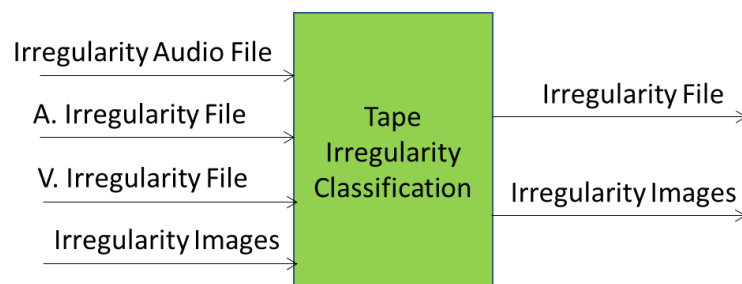 Irregularity Audio File
A. Irregularity File
V. Irregularity File
Irregularity Images
Tape
Irregularity
Classification
Irregularity File
Irregularity Images